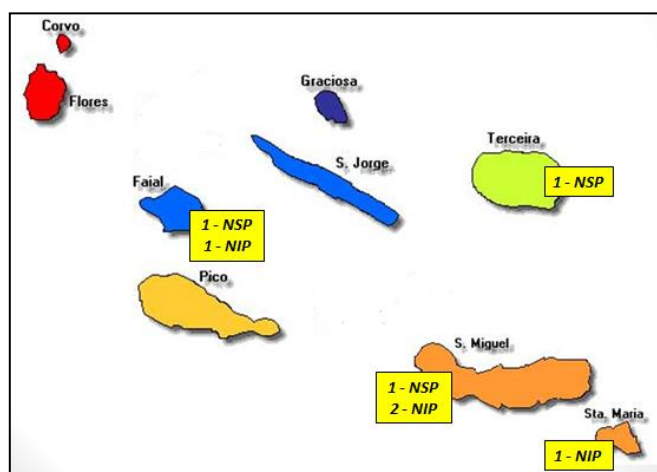 Corvo
Flores
Graciosa
S. Jorge
Terceira
1 - NSP
Faial
1 - NSP
1 - NIP
Pico
S. Miguel
1 - NSP
2 - NIP
Sta. Maria
1 - NIP